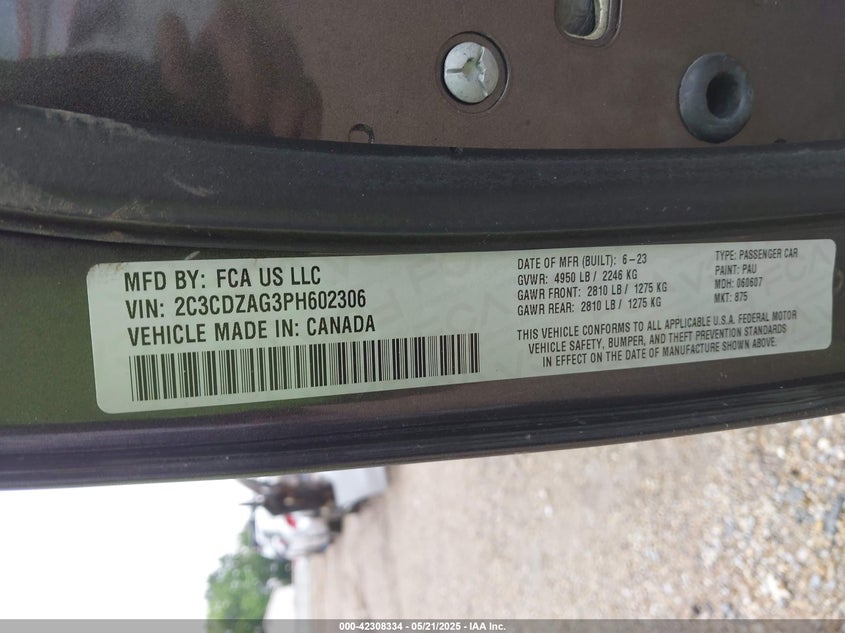 MFD BY: FCA US LLC
VIN: 2C3CDZAG3PH602306
VEHICLE MADE IN: CANADA
DATE OF MFR (BUILT): 6-23
GVWR: 4950 LB / 2246 KG
GAWR FRONT: 2810 LB / 1275 KG
GAWR REAR: 2810 LB / 1275 KG
TYPE: PASSENGER CAR
PAINT: PAU
MDH: 060607
MKT: 875
THIS VEHICLE CONFORMS TO ALL APPLICABLE U.S.A. FEDERAL MOTOR
VEHICLE SAFETY, BUMPER, AND THEFT PREVENTION STANDARDS
IN EFFECT ON THE DATE OF MANUFACTURE SHOWN ABOVE.
000-42308334 - 05/21/2025 - IAA Inc.